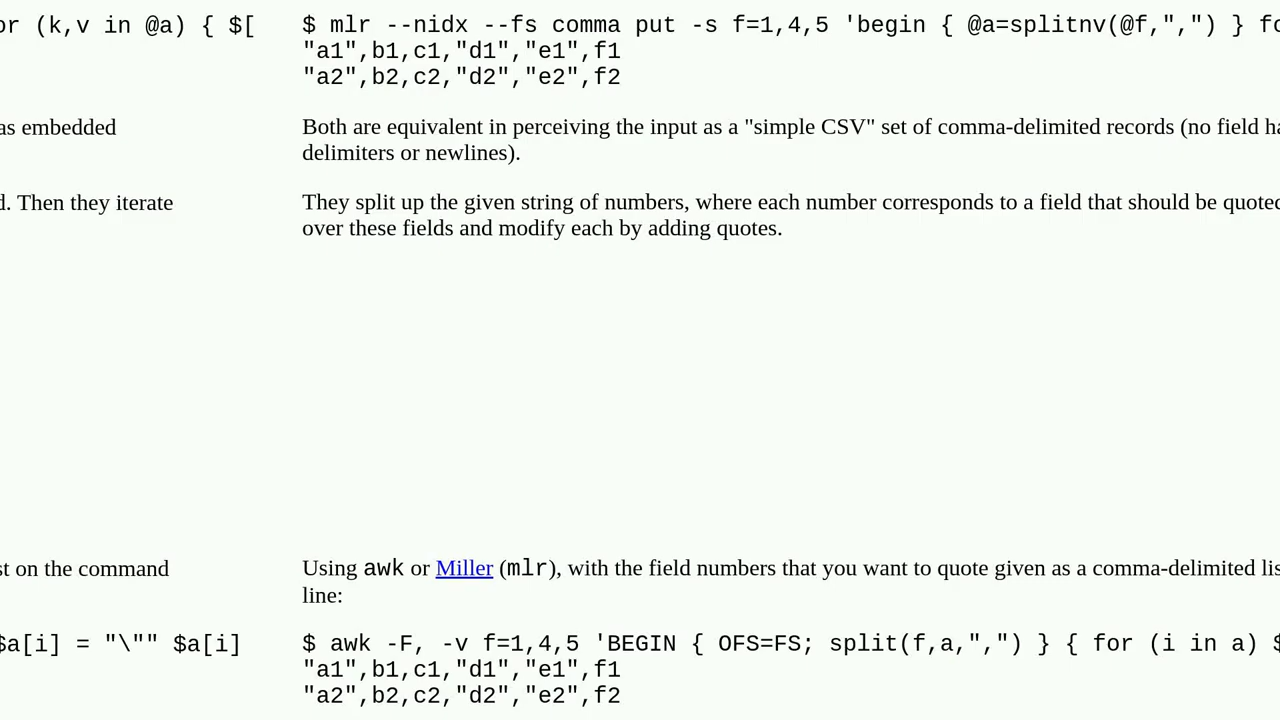 or (k,v in @a) { $[
$ mlr --nidx --fs comma put -s f=1,4,5 'begin { @a=splitnv(@f,",") } fo
"a1",b1,c1,"d1","e1",f1
"a2",b2,c2,"d2","e2",f2
as embedded
Both are equivalent in perceiving the input as a "simple CSV" set of comma-delimited records (no field ha
delimiters or newlines).
d. Then they iterate
They split up the given string of numbers, where each number corresponds to a field that should be quoted
over these fields and modify each by adding quotes.
st on the command
Using awk or Miller (mlr), with the field numbers that you want to quote given as a comma-delimited lis
line:
$a[i] = "\"" $a[i]
$ awk -F, -v f=1,4,5 'BEGIN { OFS=FS; split(f,a,",") } { for (i in a) $
"a1",b1,c1,"d1","e1",f1
"a2",b2,c2,"d2","e2",f2